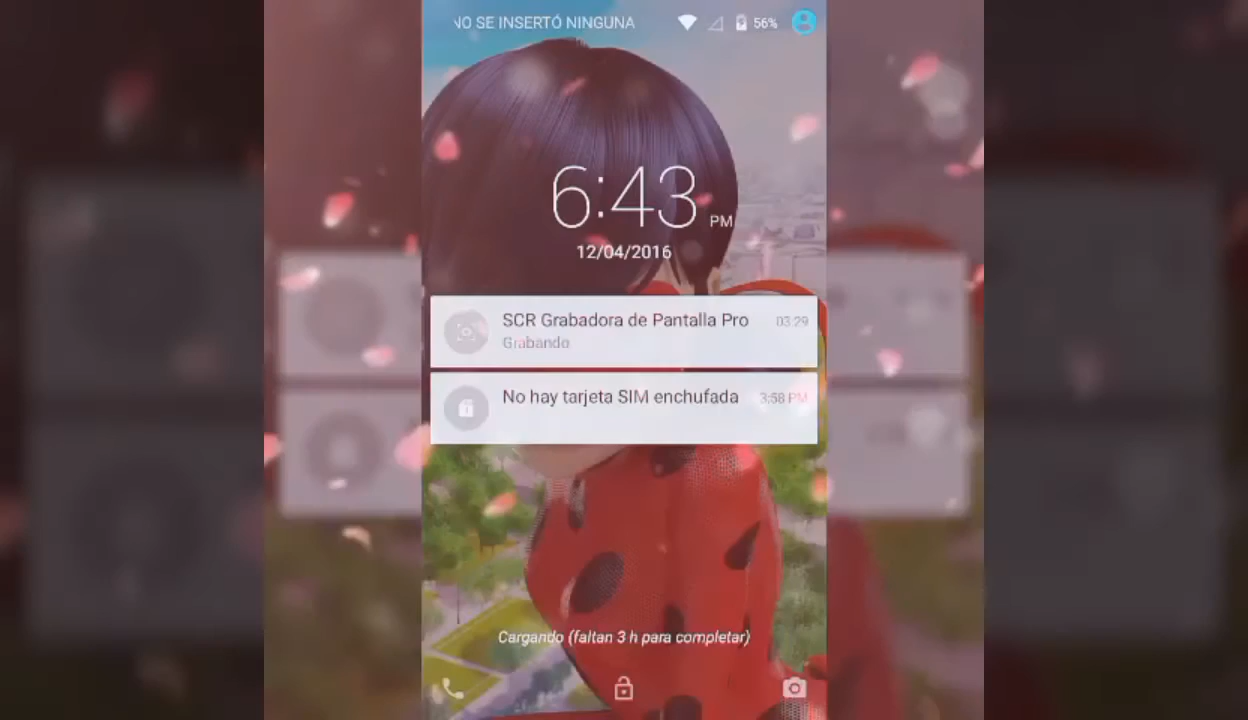 NO SE INSERTÓ NINGUNA
56%
6:43 PM
12/04/2016
SCR Grabadora de Pantalla Pro 03:29
Grabando
No hay tarjeta SIM enchufada 3:58 PM
Cargando (faltan 3 h para completar)